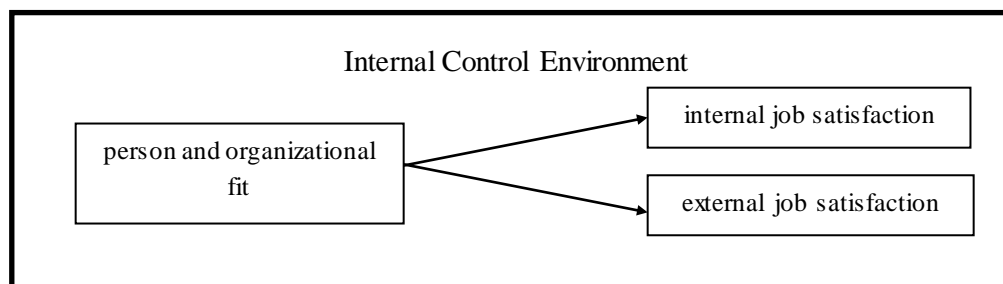 Internal Control Environment
internal job satisfaction
person and organizational
fit
external job satisfaction